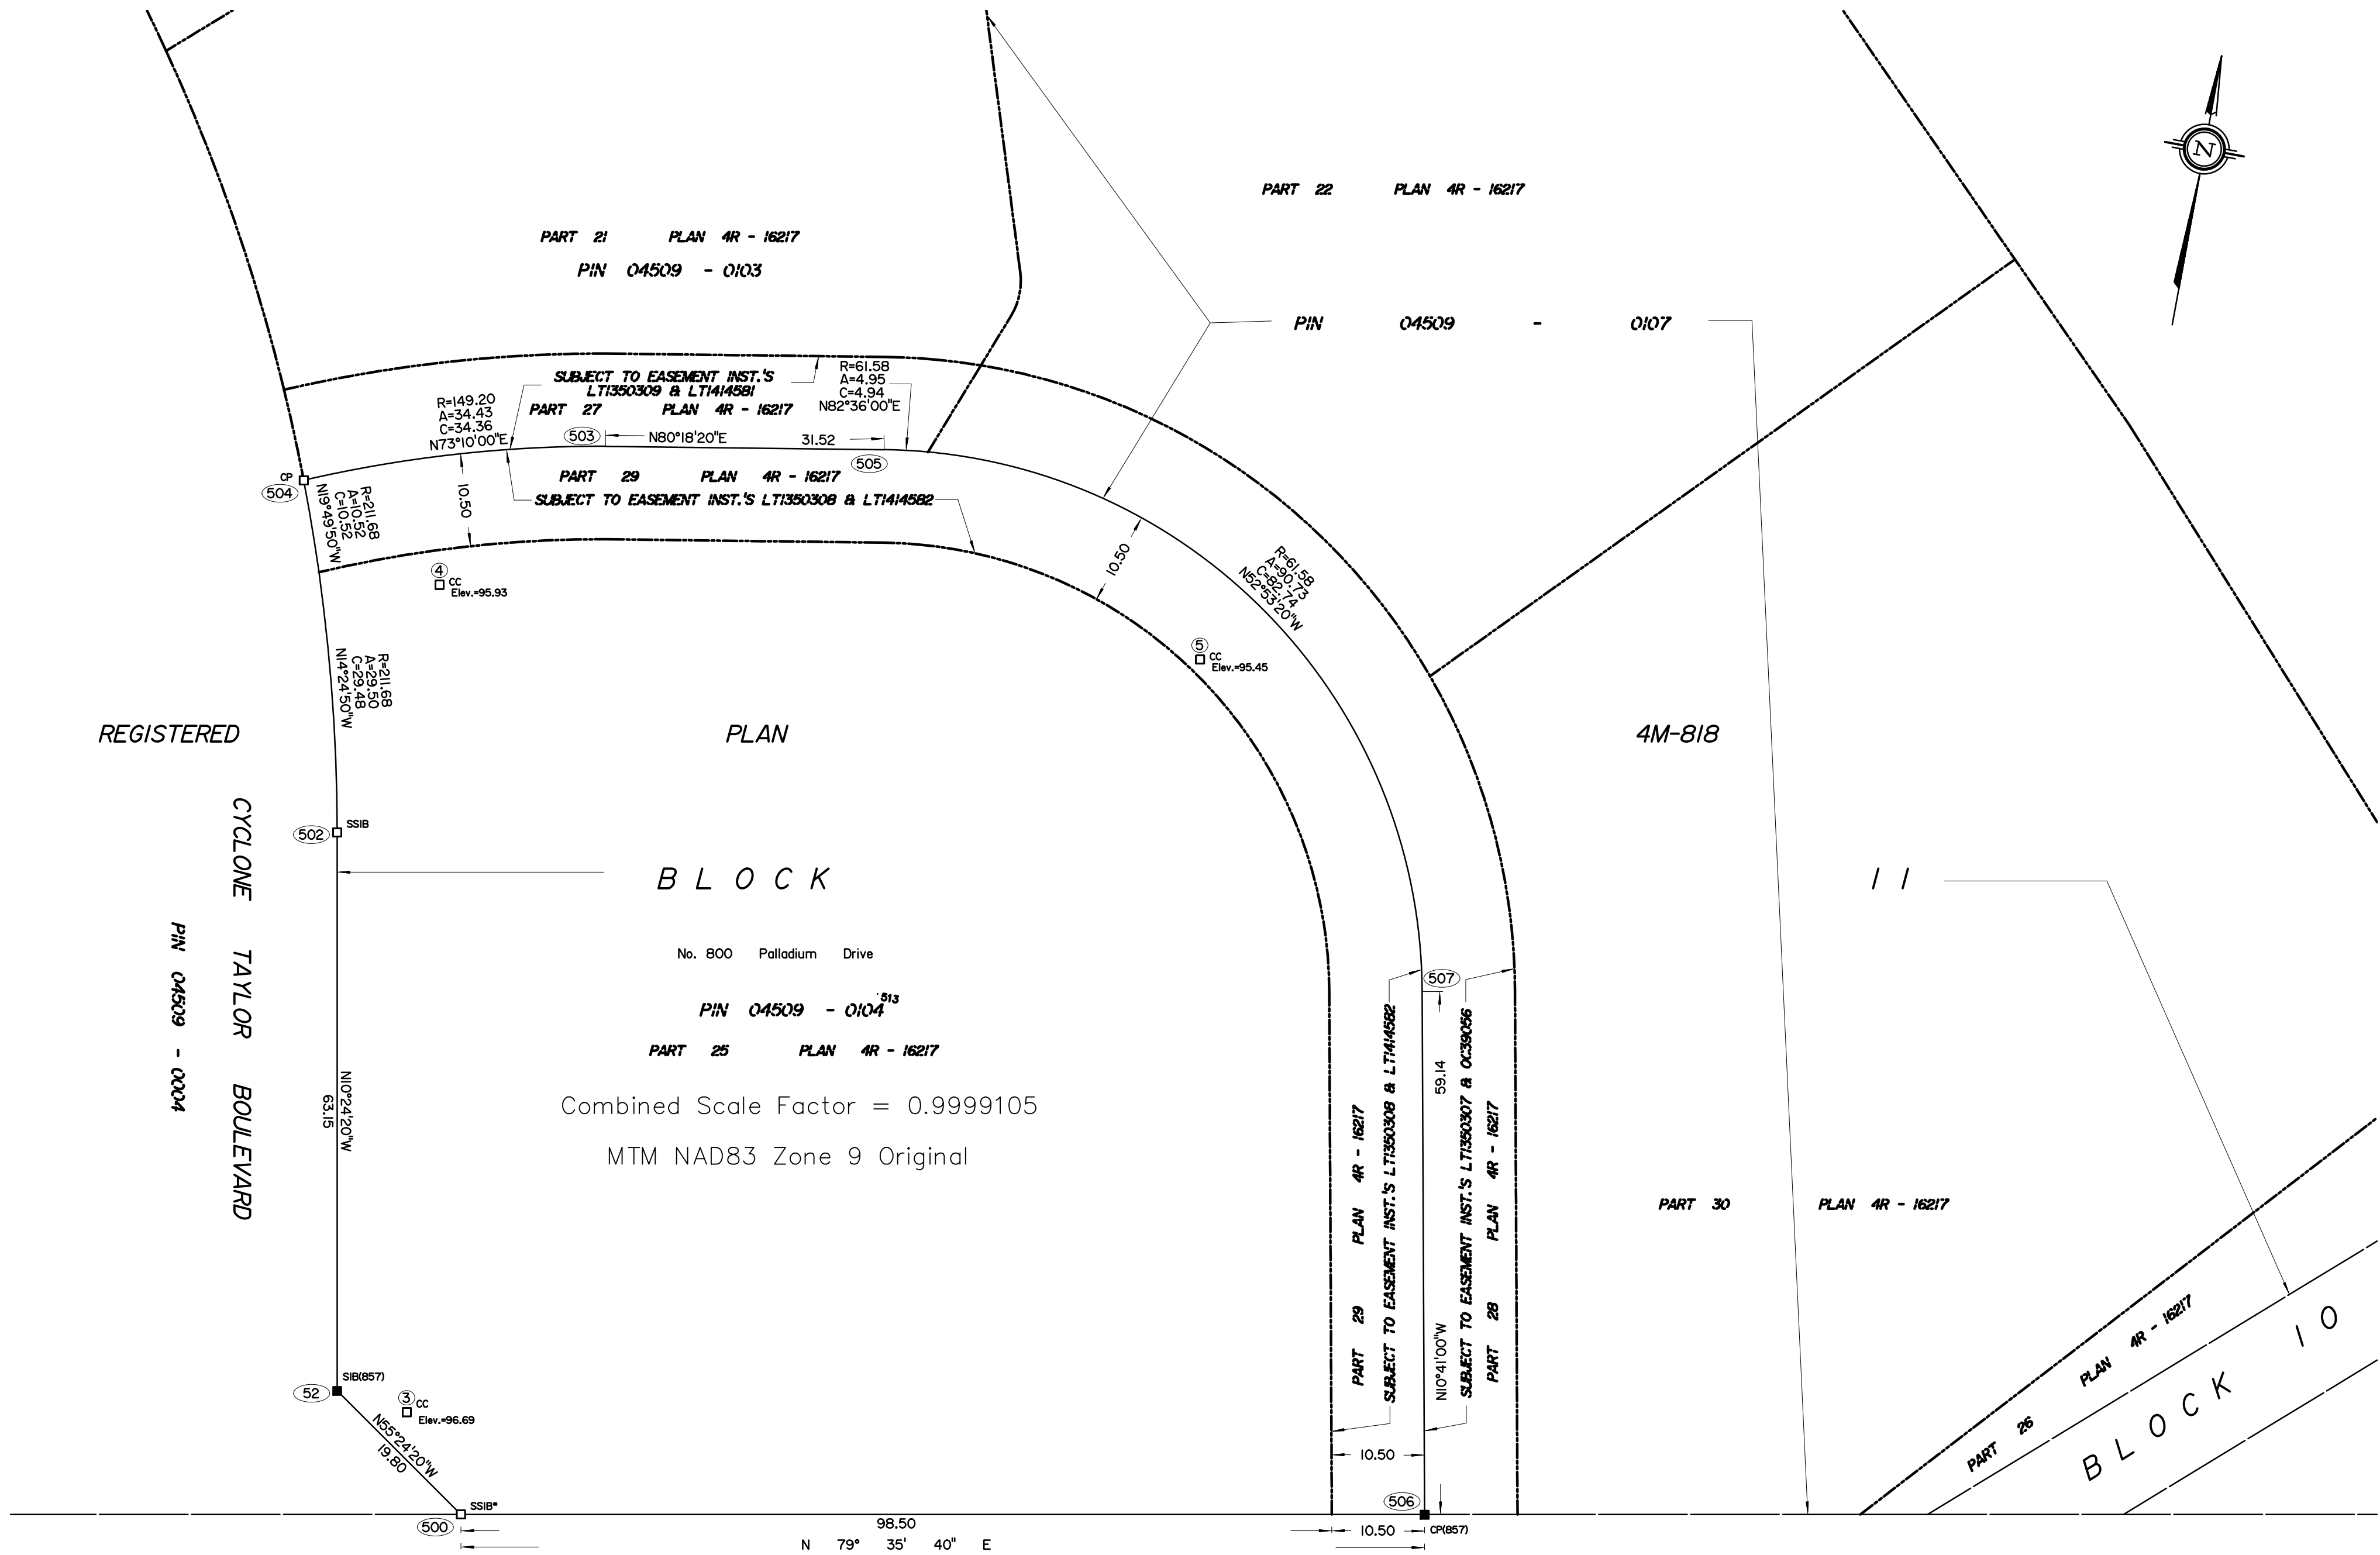 N
PART 22 PLAN 4R - 16217
PART 21 PLAN 4R - 16217
PIN 04509 - 0103
PIN 04509 - 0107
SUBJECT TO EASEMENT INST.'S
LT1350309 & LT1414581
PART 27 PLAN 4R - 16217
R=61.58
A=4.95
C=4.94
N82°36'00"E
R=149.20
A=34.43
C=34.36
N73°10'00"E
503
N80°18'20"E 31.52
505
PART 29 PLAN 4R - 16217
SUBJECT TO EASEMENT INST.'S LT1350308 & LT1414582
CP
504
R=211.68
A=10.52
C=10.52
N19°49'50"W
10.50
10.50
R=61.58
A=90.73
C=82.74
N52°53'20"W
4
CC
Elev.=95.93
5
CC
Elev.=95.45
R=211.68
A=29.50
C=29.48
N14°24'50"W
REGISTERED PLAN 4M-818
CYCLONE TAYLOR BOULEVARD
PIN 04509 - 0004
502
SSIB
BLOCK 11
No. 800 Palladium Drive
513
PIN 04509 - 0104
PART 25 PLAN 4R - 16217
Combined Scale Factor = 0.9999105
MTM NAD83 Zone 9 Original
N10°24'20"W
63.15
507
59.14
N10°41'00"W
PART 29 PLAN 4R - 16217
SUBJECT TO EASEMENT INST.'S LT1350308 & LT1414582
SUBJECT TO EASEMENT INST.'S LT1350307 & OC39056
PART 28 PLAN 4R - 16217
PART 30 PLAN 4R - 16217
PART 26 PLAN 4R - 16217
BLOCK 10
SIB(857)
52
3
CC
Elev.=96.69
N55°24'20"W
19.80
SSIB"
500
10.50
506
98.50
10.50
CP(857)
N 79° 35' 40" E